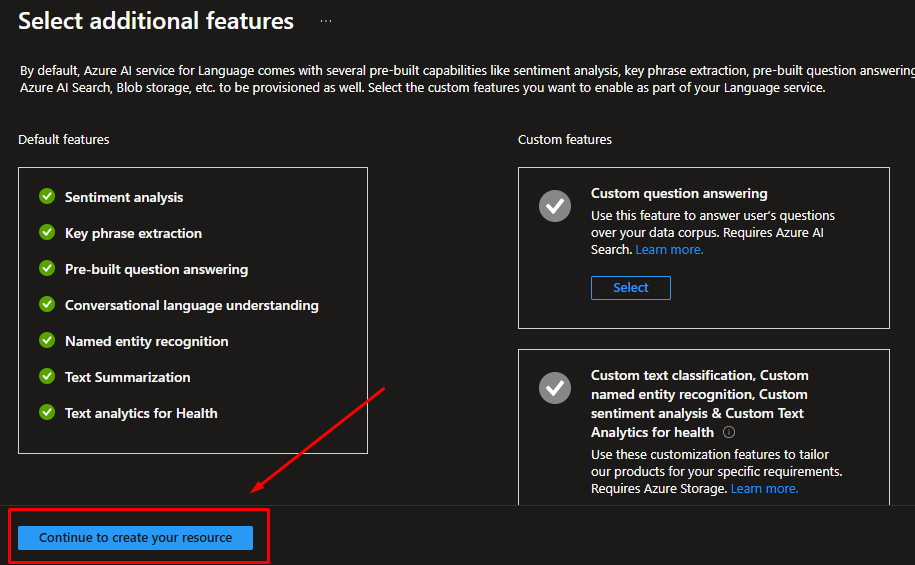 Select additional features ...
By default, Azure AI service for Language comes with several pre-built capabilities like sentiment analysis, key phrase extraction, pre-built question answering
Azure AI Search, Blob storage, etc. to be provisioned as well. Select the custom features you want to enable as part of your Language service.
Default features
Sentiment analysis
Key phrase extraction
Pre-built question answering
Conversational language understanding
Named entity recognition
Text Summarization
Text analytics for Health
Custom features
Custom question answering
Use this feature to answer user's questions
over your data corpus. Requires Azure AI
Search. Learn more.
Select
Custom text classification, Custom
named entity recognition, Custom
sentiment analysis & Custom Text
Analytics for health
Use these customization features to tailor
our products for your specific requirements.
Requires Azure Storage. Learn more.
Continue to create your resource